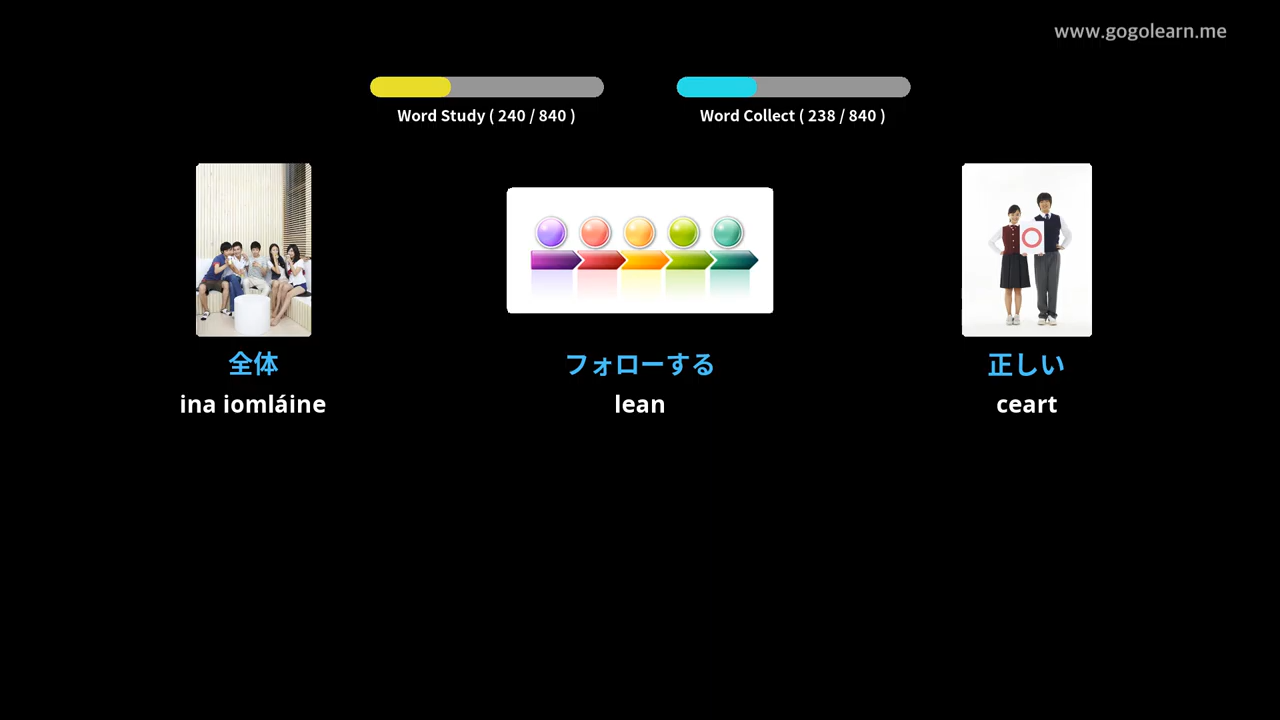 www.gogolearn.me
Word Study ( 240 / 840 )
Word Collect ( 238 / 840 )
全体
フォローする
正しい
ina iomláine
lean
ceart